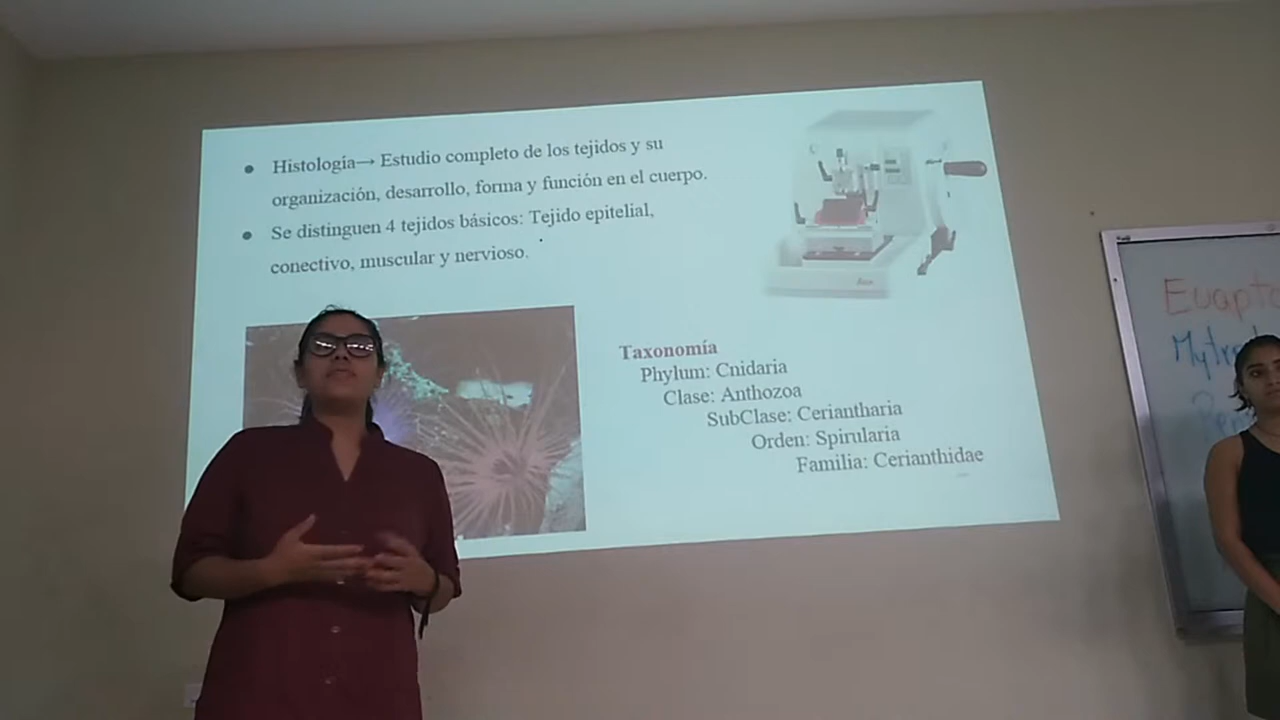 ● Histología→ Estudio completo de los tejidos y su
organización, desarrollo, forma y función en el cuerpo.
● Se distinguen 4 tejidos básicos: Tejido epitelial,
conectivo, muscular y nervioso.
Taxonomía
Phylum: Cnidaria
Clase: Anthozoa
SubClase: Ceriantharia
Orden: Spirularia
Familia: Cerianthidae